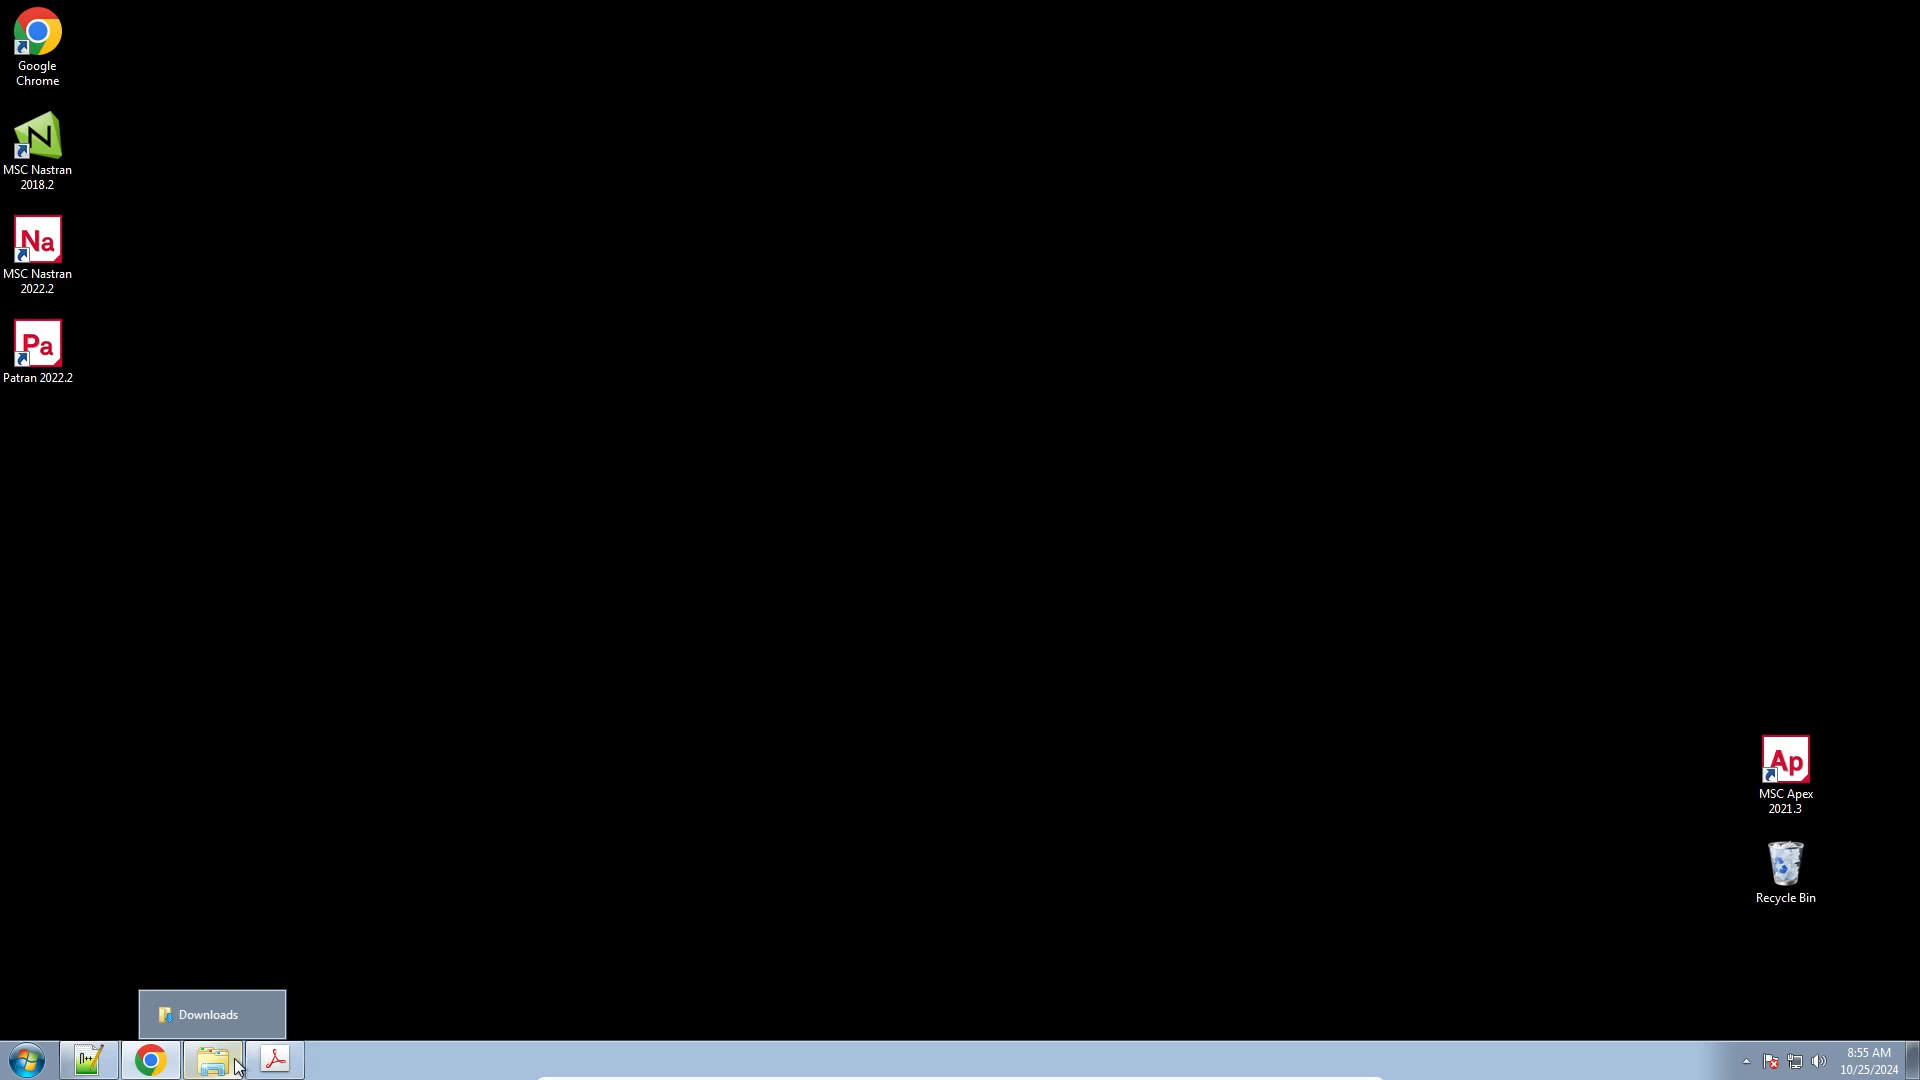 Google
Chrome
N
MSC Nastran
2018.2
Na
MSC Nastran
2022.2
Pa
Patran 2022.2
Ap
MSC Apex
2021.3
Recycle Bin
Downloads
n++
8:55 AM
10/25/2024